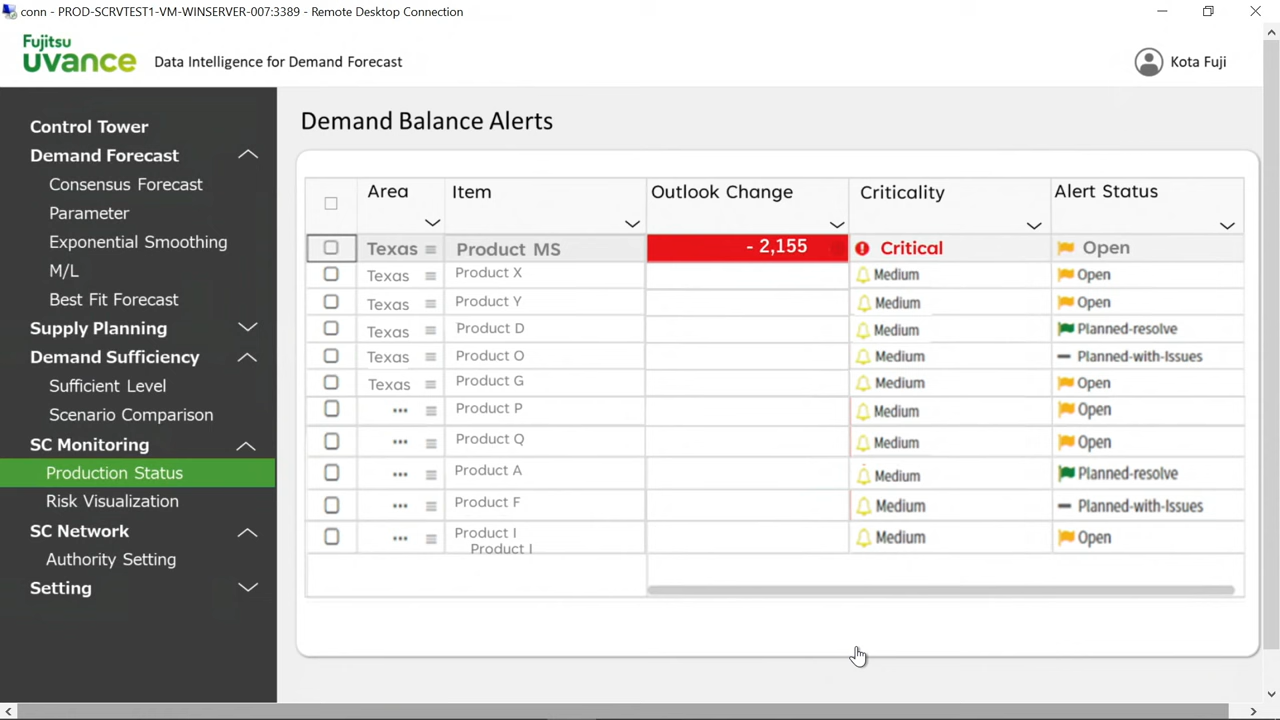 conn - PROD-SCRVTEST1-VM-WINSERVER-007:3389 - Remote Desktop Connection
Fujitsu
uvance
Data Intelligence for Demand Forecast
Kota Fuji
Control Tower
Demand Forecast
Consensus Forecast
Parameter
Exponential Smoothing
M/L
Best Fit Forecast
Supply Planning
Demand Sufficiency
Sufficient Level
Scenario Comparison
SC Monitoring
Production Status
Risk Visualization
SC Network
Authority Setting
Setting
Demand Balance Alerts
Area Item Outlook Change Criticality Alert Status
Texas Product MS - 2,155 Critical Open
Texas Product X Medium Open
Texas Product Y Medium Open
Texas Product D Medium Planned-resolve
Texas Product O Medium Planned-with-Issues
Texas Product G Medium Open
... Product P Medium Open
... Product Q Medium Open
... Product A Medium Planned-resolve
... Product F Medium Planned-with-Issues
... Product I Medium Open
Product I